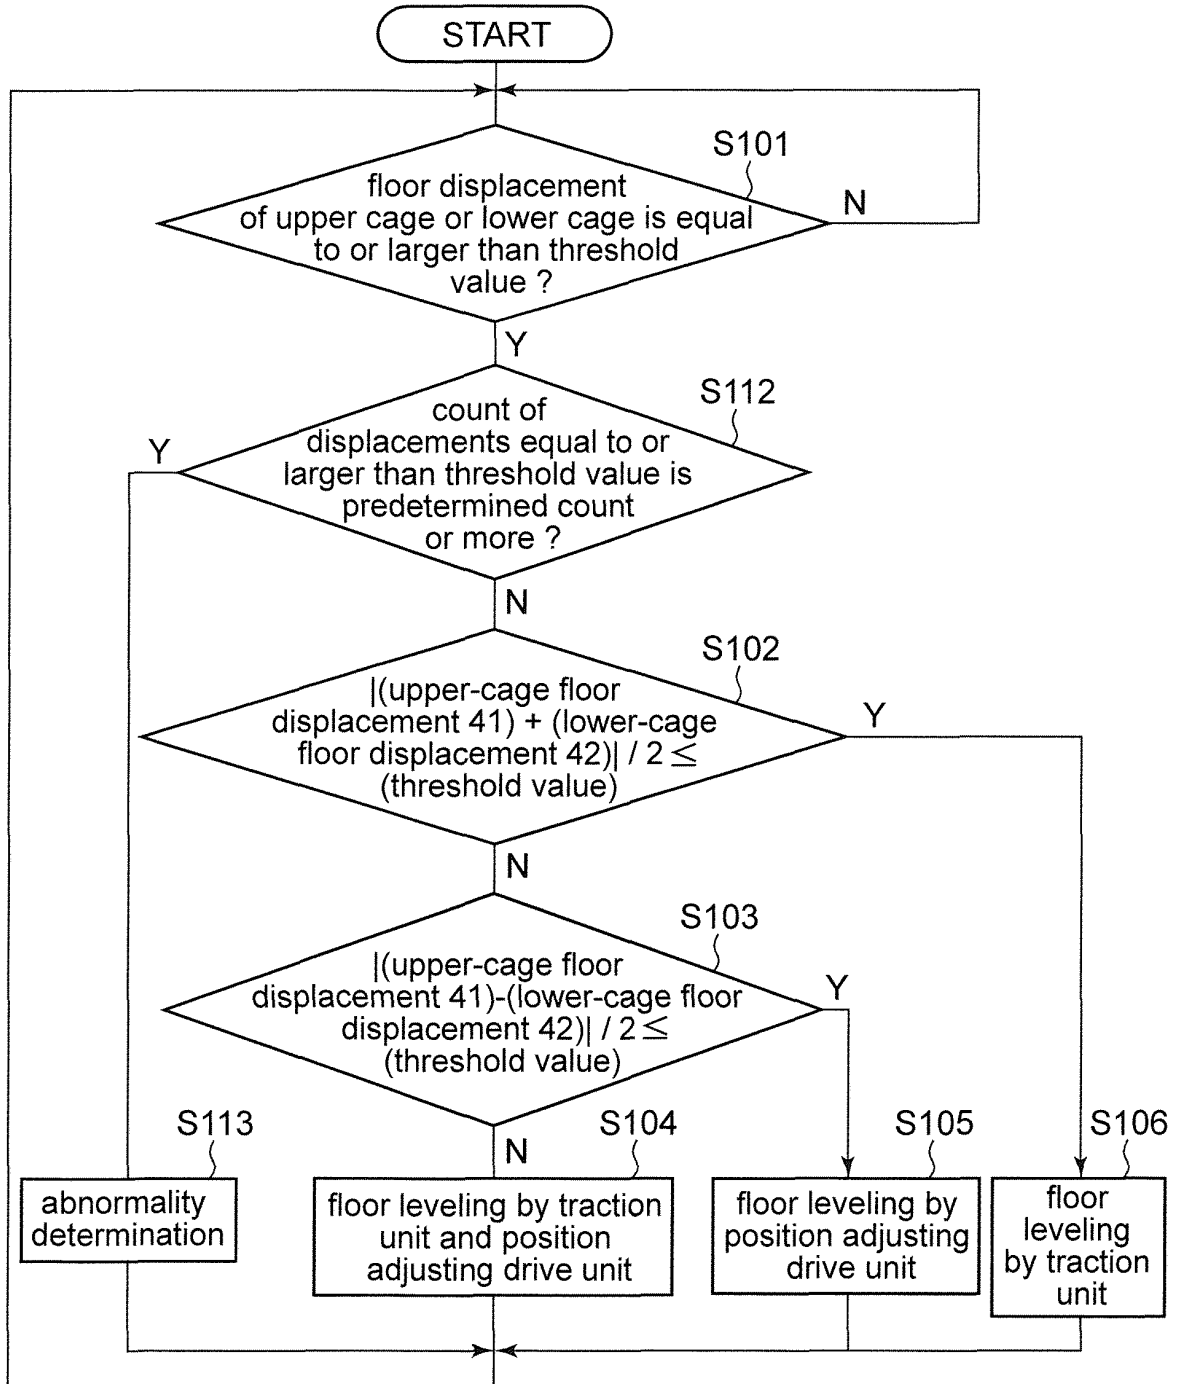 START
S101
floor displacement
of upper cage or lower cage is equal
to or larger than threshold
value ?
N
Y
S112
count of
displacements equal to or
larger than threshold value is
predetermined count
or more ?
Y
N
S102
|(upper-cage floor
displacement 41) + (lower-cage
floor displacement 42)| / 2 ≤
(threshold value)
Y
N
S103
|(upper-cage floor
displacement 41)-(lower-cage floor
displacement 42)| / 2 ≤
(threshold value)
Y
N
S113
abnormality
determination
S104
floor leveling by traction
unit and position
adjusting drive unit
S105
floor leveling by
position adjusting
drive unit
S106
floor
leveling
by traction
unit